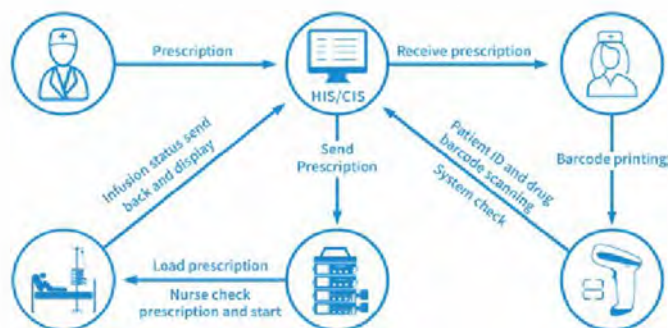 Prescription
Receive prescription
HIS/CIS
Infusion status send
back and display
Send
Prescription
Patient ID and drug
barcode scanning
System check
Barcode printing
Load prescription
Nurse check
prescription and start